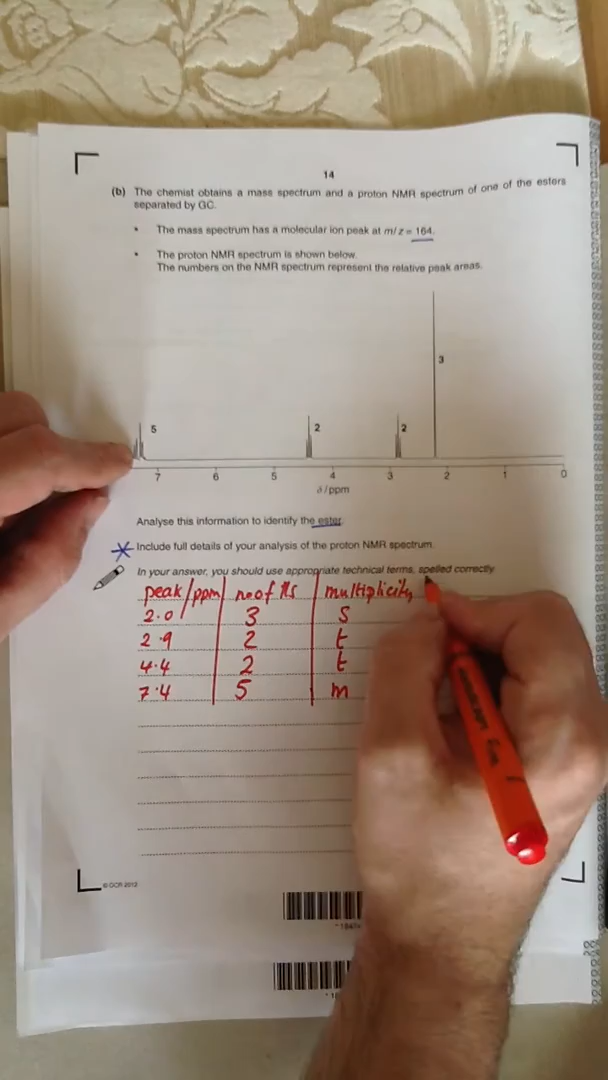 14
(b) The chemist obtains a mass spectrum and a proton NMR spectrum of one of the esters
separated by GC.
• The mass spectrum has a molecular ion peak at m/z = 164.
• The proton NMR spectrum is shown below.
The numbers on the NMR spectrum represent the relative peak areas.
3
5 2 2
7 6 5 4 3 2 1 0
δ/ppm
Analyse this information to identify the ester.
Include full details of your analysis of the proton NMR spectrum.
In your answer, you should use appropriate technical terms, spelled correctly
peak/ppm no of Hs multiplicity
2.0 3 s
2.9 2 t
4.4 2 t
7.4 5 m
© OCR 2012